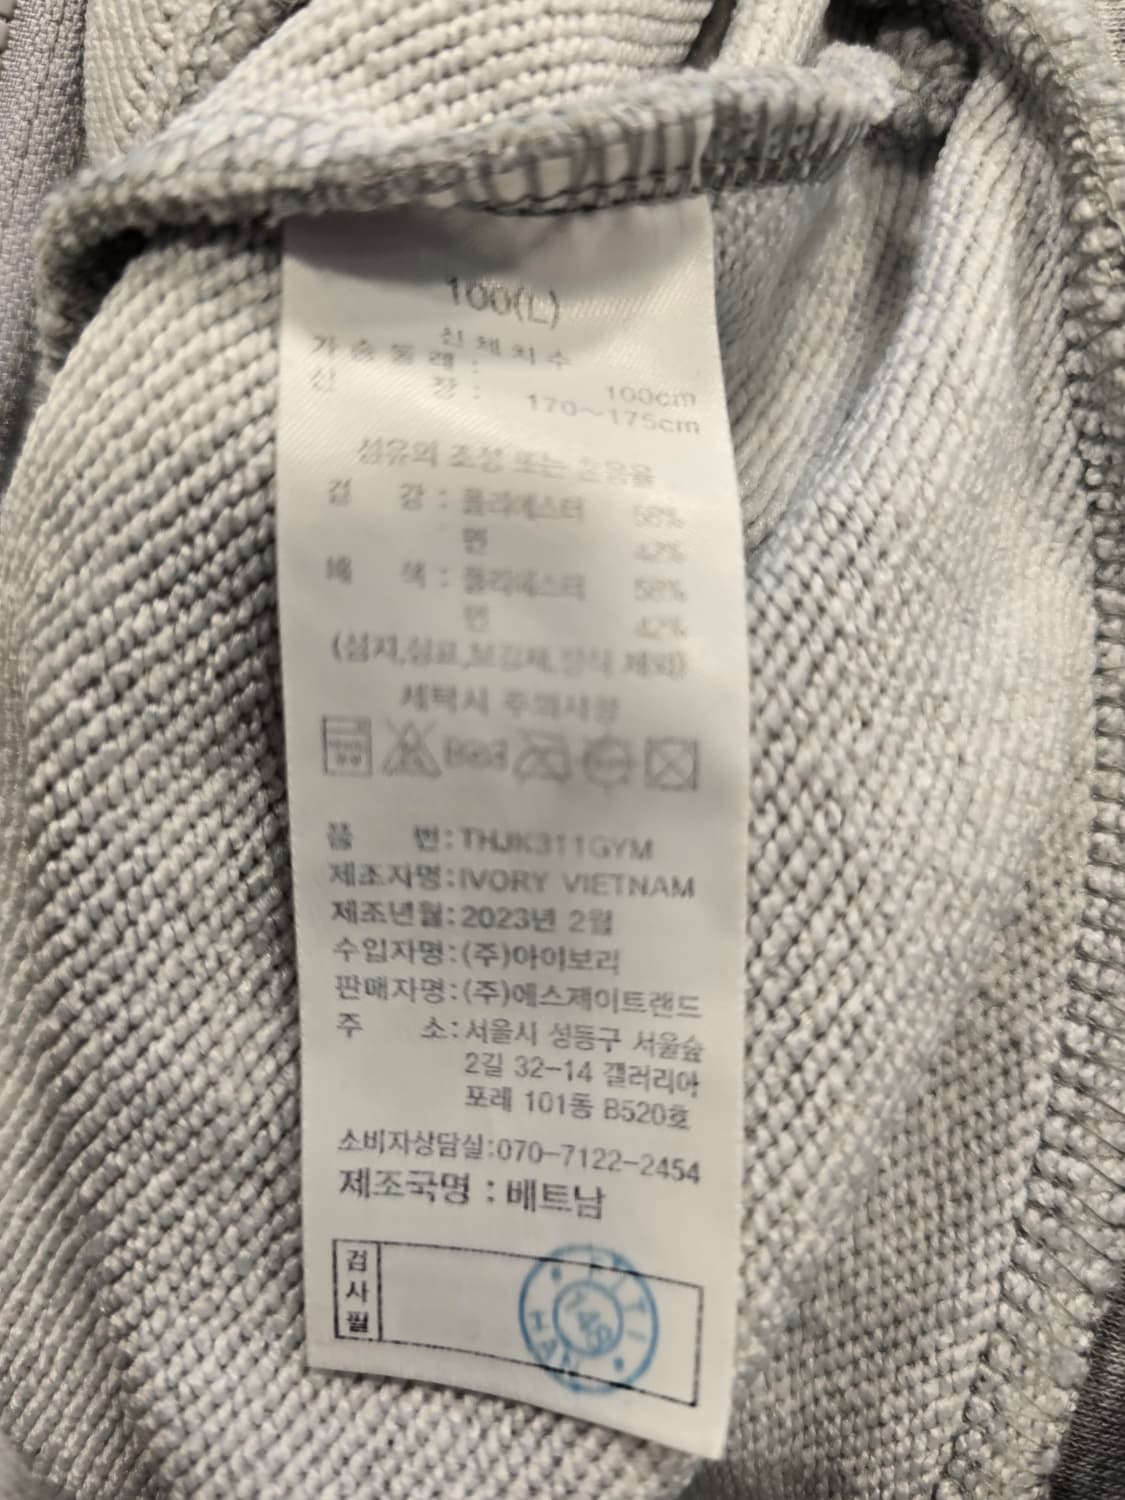 100(L)
신체치수
가슴둘레 : 100cm
신 장 : 170~175cm
섬유의 조성 또는 혼용율
겉 감 : 폴리에스터 58%
면 42%
배 색 : 폴리에스터 58%
면 42%
(심지,심표,보강재,장식 제외)
세탁시 주의사항
품 번:THJK311GYM
제조자명:IVORY VIETNAM
제조년월:2023년 2월
수입자명:(주)아이보리
판매자명:(주)에스제이트랜드
주 소:서울시 성동구 서울숲
2길 32-14 갤러리아
포레 101동 B520호
소비자상담실:070-7122-2454
제조국명 : 베트남
검사필